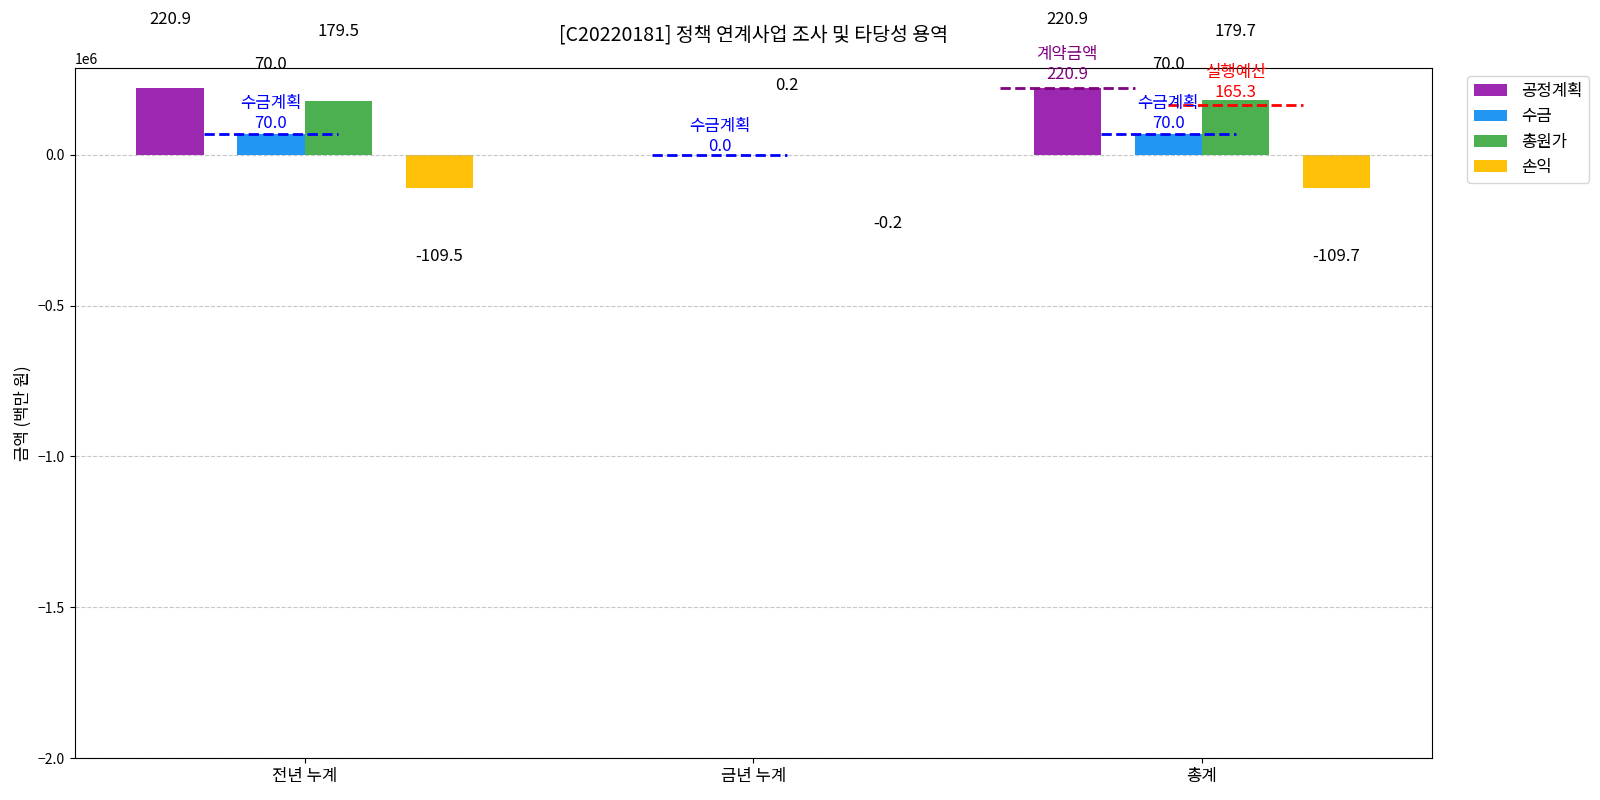 [C20220181] 정책 연계사업 조사 및 타당성 용역
220.9
179.5
70.0
수금계획
70.0
-109.5
0.2
수금계획
0.0
-0.2
220.9
179.7
계약금액
220.9
70.0
수금계획
70.0
실행예산
165.3
-109.7
공정계획
수금
총원가
손익
1e6
0.0
−0.5
−1.0
−1.5
−2.0
금액 (백만 원)
전년 누계
금년 누계
총계